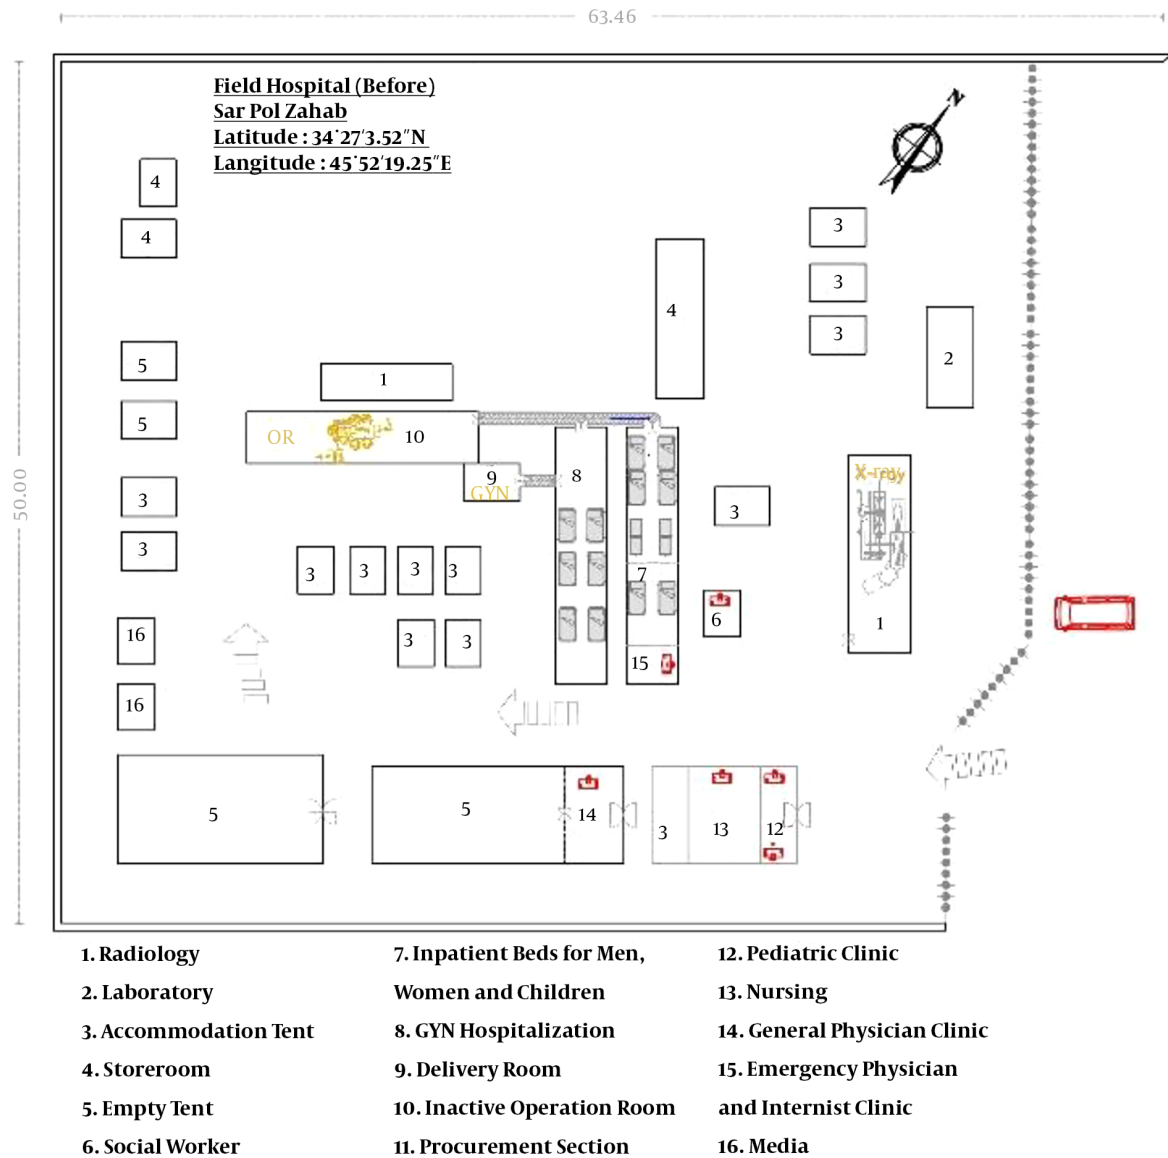 63.46
Field Hospital (Before)
Sar Pol Zahab
Latitude : 34˚27′3.52″N
Langitude : 45˚52′19.25″E
N
4
3
4
3
4
3
2
5
1
5
OR
10
9
GYN
8
X-ray
50.00
3
3
3
3
3
3
3
7
6
1
16
3
3
15
16
5
5
14
3
13
12
1. Radiology
2. Laboratory
3. Accommodation Tent
4. Storeroom
5. Empty Tent
6. Social Worker
7. Inpatient Beds for Men,
Women and Children
8. GYN Hospitalization
9. Delivery Room
10. Inactive Operation Room
11. Procurement Section
12. Pediatric Clinic
13. Nursing
14. General Physician Clinic
15. Emergency Physician
and Internist Clinic
16. Media